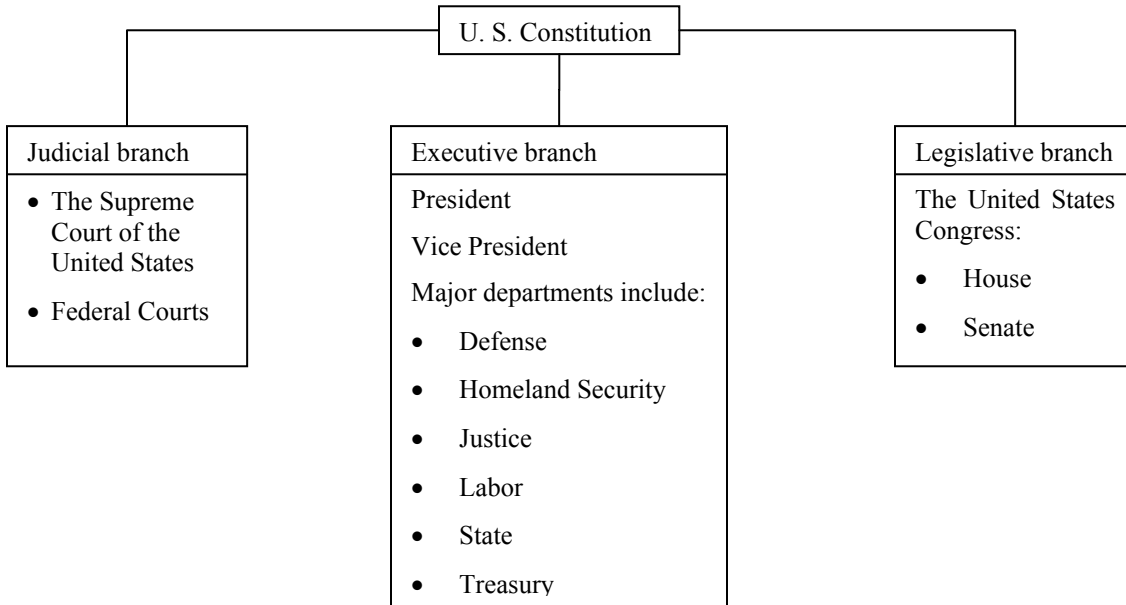 U. S. Constitution
Judicial branch
• The Supreme
Court of the
United States
• Federal Courts
Executive branch
President
Vice President
Major departments include:
• Defense
• Homeland Security
• Justice
• Labor
• State
• Treasury
Legislative branch
The United States
Congress:
• House
• Senate